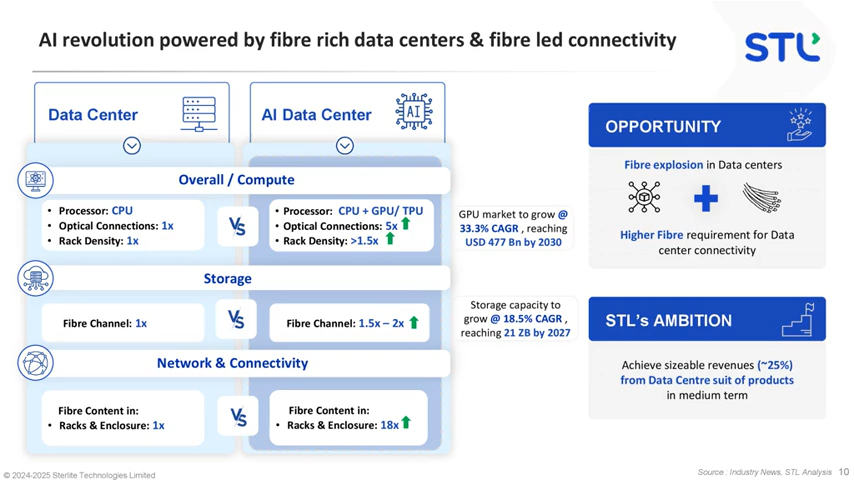 AI revolution powered by fibre rich data centers & fibre led connectivity
STL
Data Center
AI Data Center
AI
Overall / Compute
• Processor: CPU
• Optical Connections: 1x
• Rack Density: 1x
VS
• Processor: CPU + GPU/ TPU
• Optical Connections: 5x
• Rack Density: >1.5x
GPU market to grow @
33.3% CAGR , reaching
USD 477 Bn by 2030
Storage
Fibre Channel: 1x
VS
Fibre Channel: 1.5x – 2x
Storage capacity to
grow @ 18.5% CAGR ,
reaching 21 ZB by 2027
Network & Connectivity
Fibre Content in:
• Racks & Enclosure: 1x
VS
Fibre Content in:
• Racks & Enclosure: 18x
OPPORTUNITY
Fibre explosion in Data centers
Higher Fibre requirement for Data
center connectivity
STL's AMBITION
Achieve sizeable revenues (~25%)
from Data Centre suit of products
in medium term
© 2024-2025 Sterlite Technologies Limited
Source : Industry News, STL Analysis
10